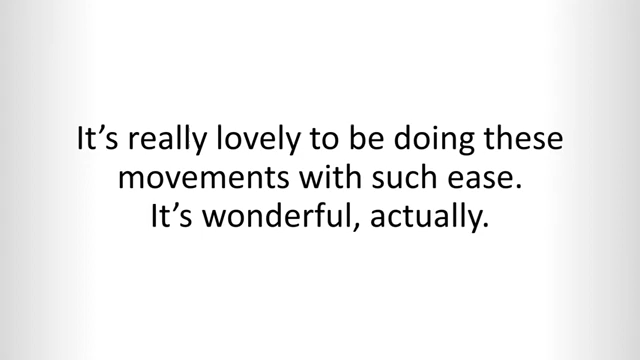 It’s really lovely to be doing these
movements with such ease.
It’s wonderful, actually.